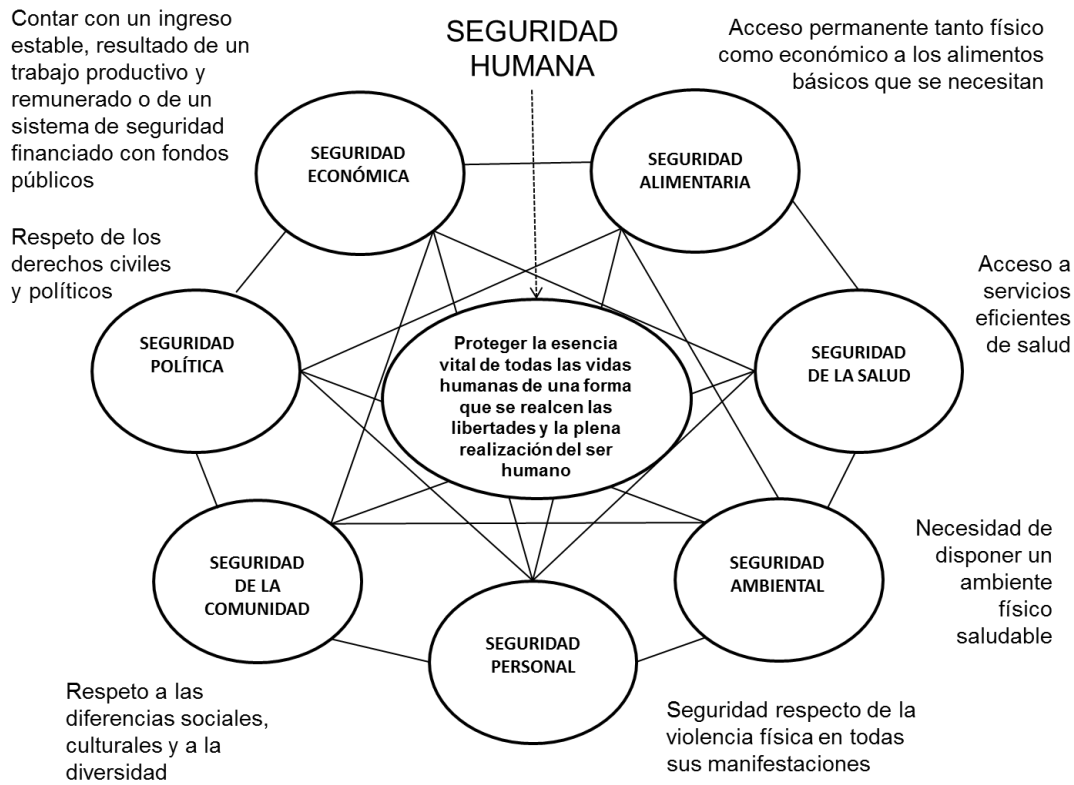 Contar con un ingreso
estable, resultado de un
trabajo productivo y
remunerado o de un
sistema de seguridad
financiado con fondos
públicos
SEGURIDAD
HUMANA
Acceso permanente tanto físico
como económico a los alimentos
básicos que se necesitan
SEGURIDAD
ECONÓMICA
SEGURIDAD
ALIMENTARIA
Respeto de los
derechos civiles
y políticos
Acceso a
servicios
eficientes
de salud
SEGURIDAD
POLÍTICA
Proteger la esencia
vital de todas las vidas
humanas de una forma
que se realcen las
libertades y la plena
realización del ser
humano
SEGURIDAD
DE LA SALUD
SEGURIDAD
DE LA
COMUNIDAD
SEGURIDAD
PERSONAL
SEGURIDAD
AMBIENTAL
Necesidad de
disponer un
ambiente
físico
saludable
Respeto a las
diferencias sociales,
culturales y a la
diversidad
Seguridad respecto de la
violencia física en todas
sus manifestaciones